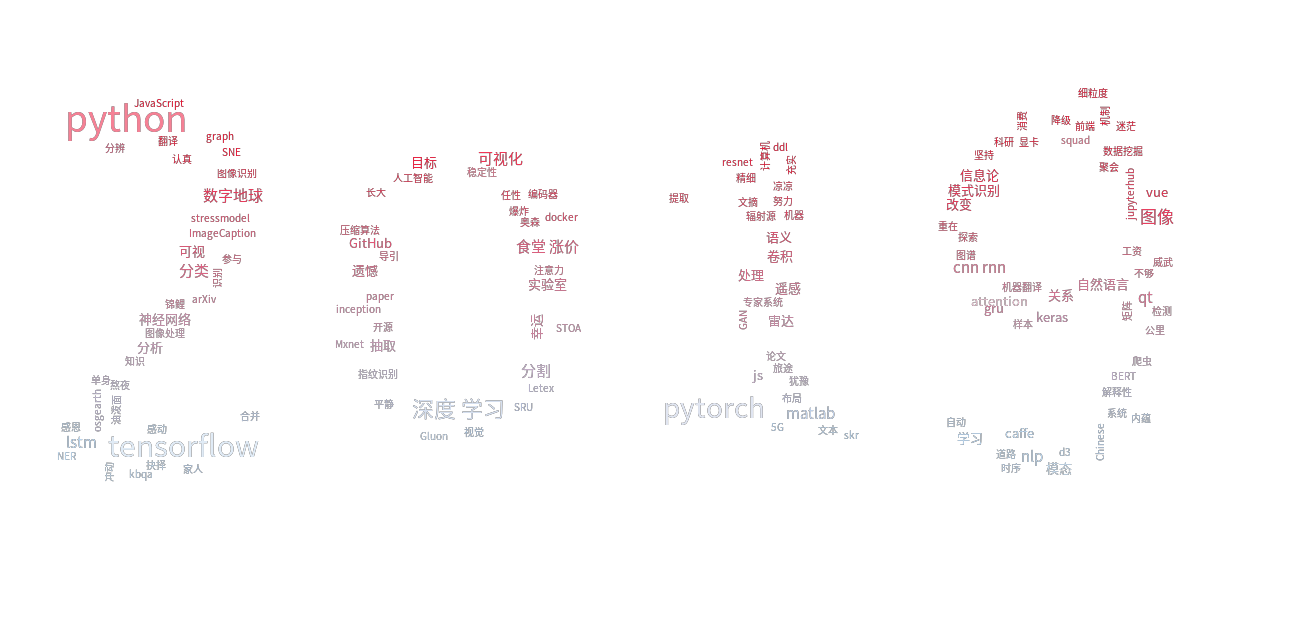 python
JavaScript
分辨
翻译
graph
认真
SNE
图像识别
数字地球
stressmodel
ImageCaption
可视
参与
分类
识别
锦鲤
arXiv
神经网络
图像处理
分析
知识
单身
熬夜
osgearth
合并
感恩
感动
lstm
tensorflow
NER
抉择
家人
kbqa
目标
可视化
人工智能
稳定性
长大
任性
编码器
爆炸
奥森
docker
压缩算法
GitHub
导引
食堂
涨价
遗憾
注意力
实验室
paper
inception
开源
幸运
STOA
Mxnet
抽取
指纹识别
分割
Letex
平静
深度
学习
SRU
Gluon
视觉
计算机
ddl
resnet
充实
精细
凉凉
提取
文摘
努力
辐射源
机器
语义
卷积
处理
遥感
专家系统
GAN
雷达
论文
旅途
js
犹豫
布局
pytorch
matlab
5G
文本
skr
细粒度
消费
降级
前端
机制
迷茫
科研
显卡
squad
坚持
数据挖掘
聚会
信息论
模式识别
jupyterhub
vue
改变
图像
重在
探索
图谱
工资
cnn
rnn
威武
不够
机器翻译
关系
自然语言
attention
gru
qt
矩阵
检测
样本
keras
公里
爬虫
BERT
解释性
系统
内蕴
自动
学习
caffe
Chinese
道路
nlp
d3
时序
模态